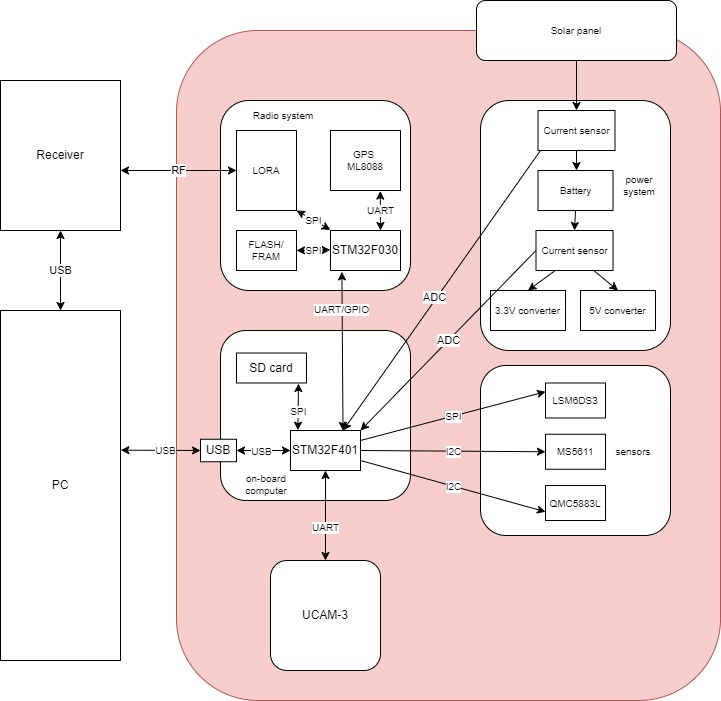 Solar panel
Receiver
RF
Radio system
LORA
GPS
ML8088
SPI
UART
FLASH/
FRAM
SPI
STM32F030
Current sensor
Battery
power
system
Current sensor
3.3V converter
5V converter
USB
UART/GPIO
ADC
ADC
PC
USB
USB
USB
SD card
SPI
STM32F401
on-board
computer
SPI
I2C
I2C
LSM6DS3
MS5611
sensors
QMC5883L
UART
UCAM-3